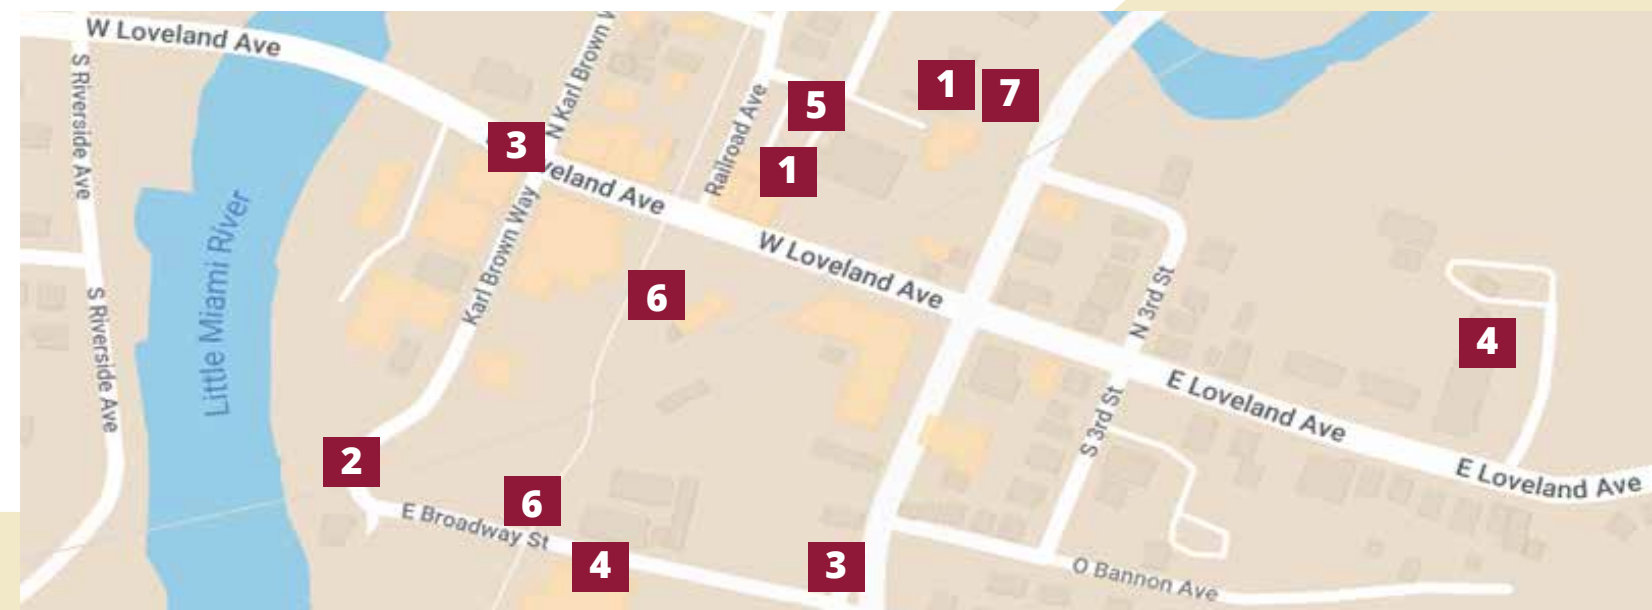 W Loveland Ave
S Riverside Ave
N Karl Brown
Railroad Ave
1
7
5
3
1
veland Ave
Karl Brown Way
Little Miami River
W Loveland Ave
6
S Riverside Ave
N 3rd St
4
E Loveland Ave
S 3rd St
2
E Loveland Ave
6
E Broadway St
4
3
O Bannon Ave